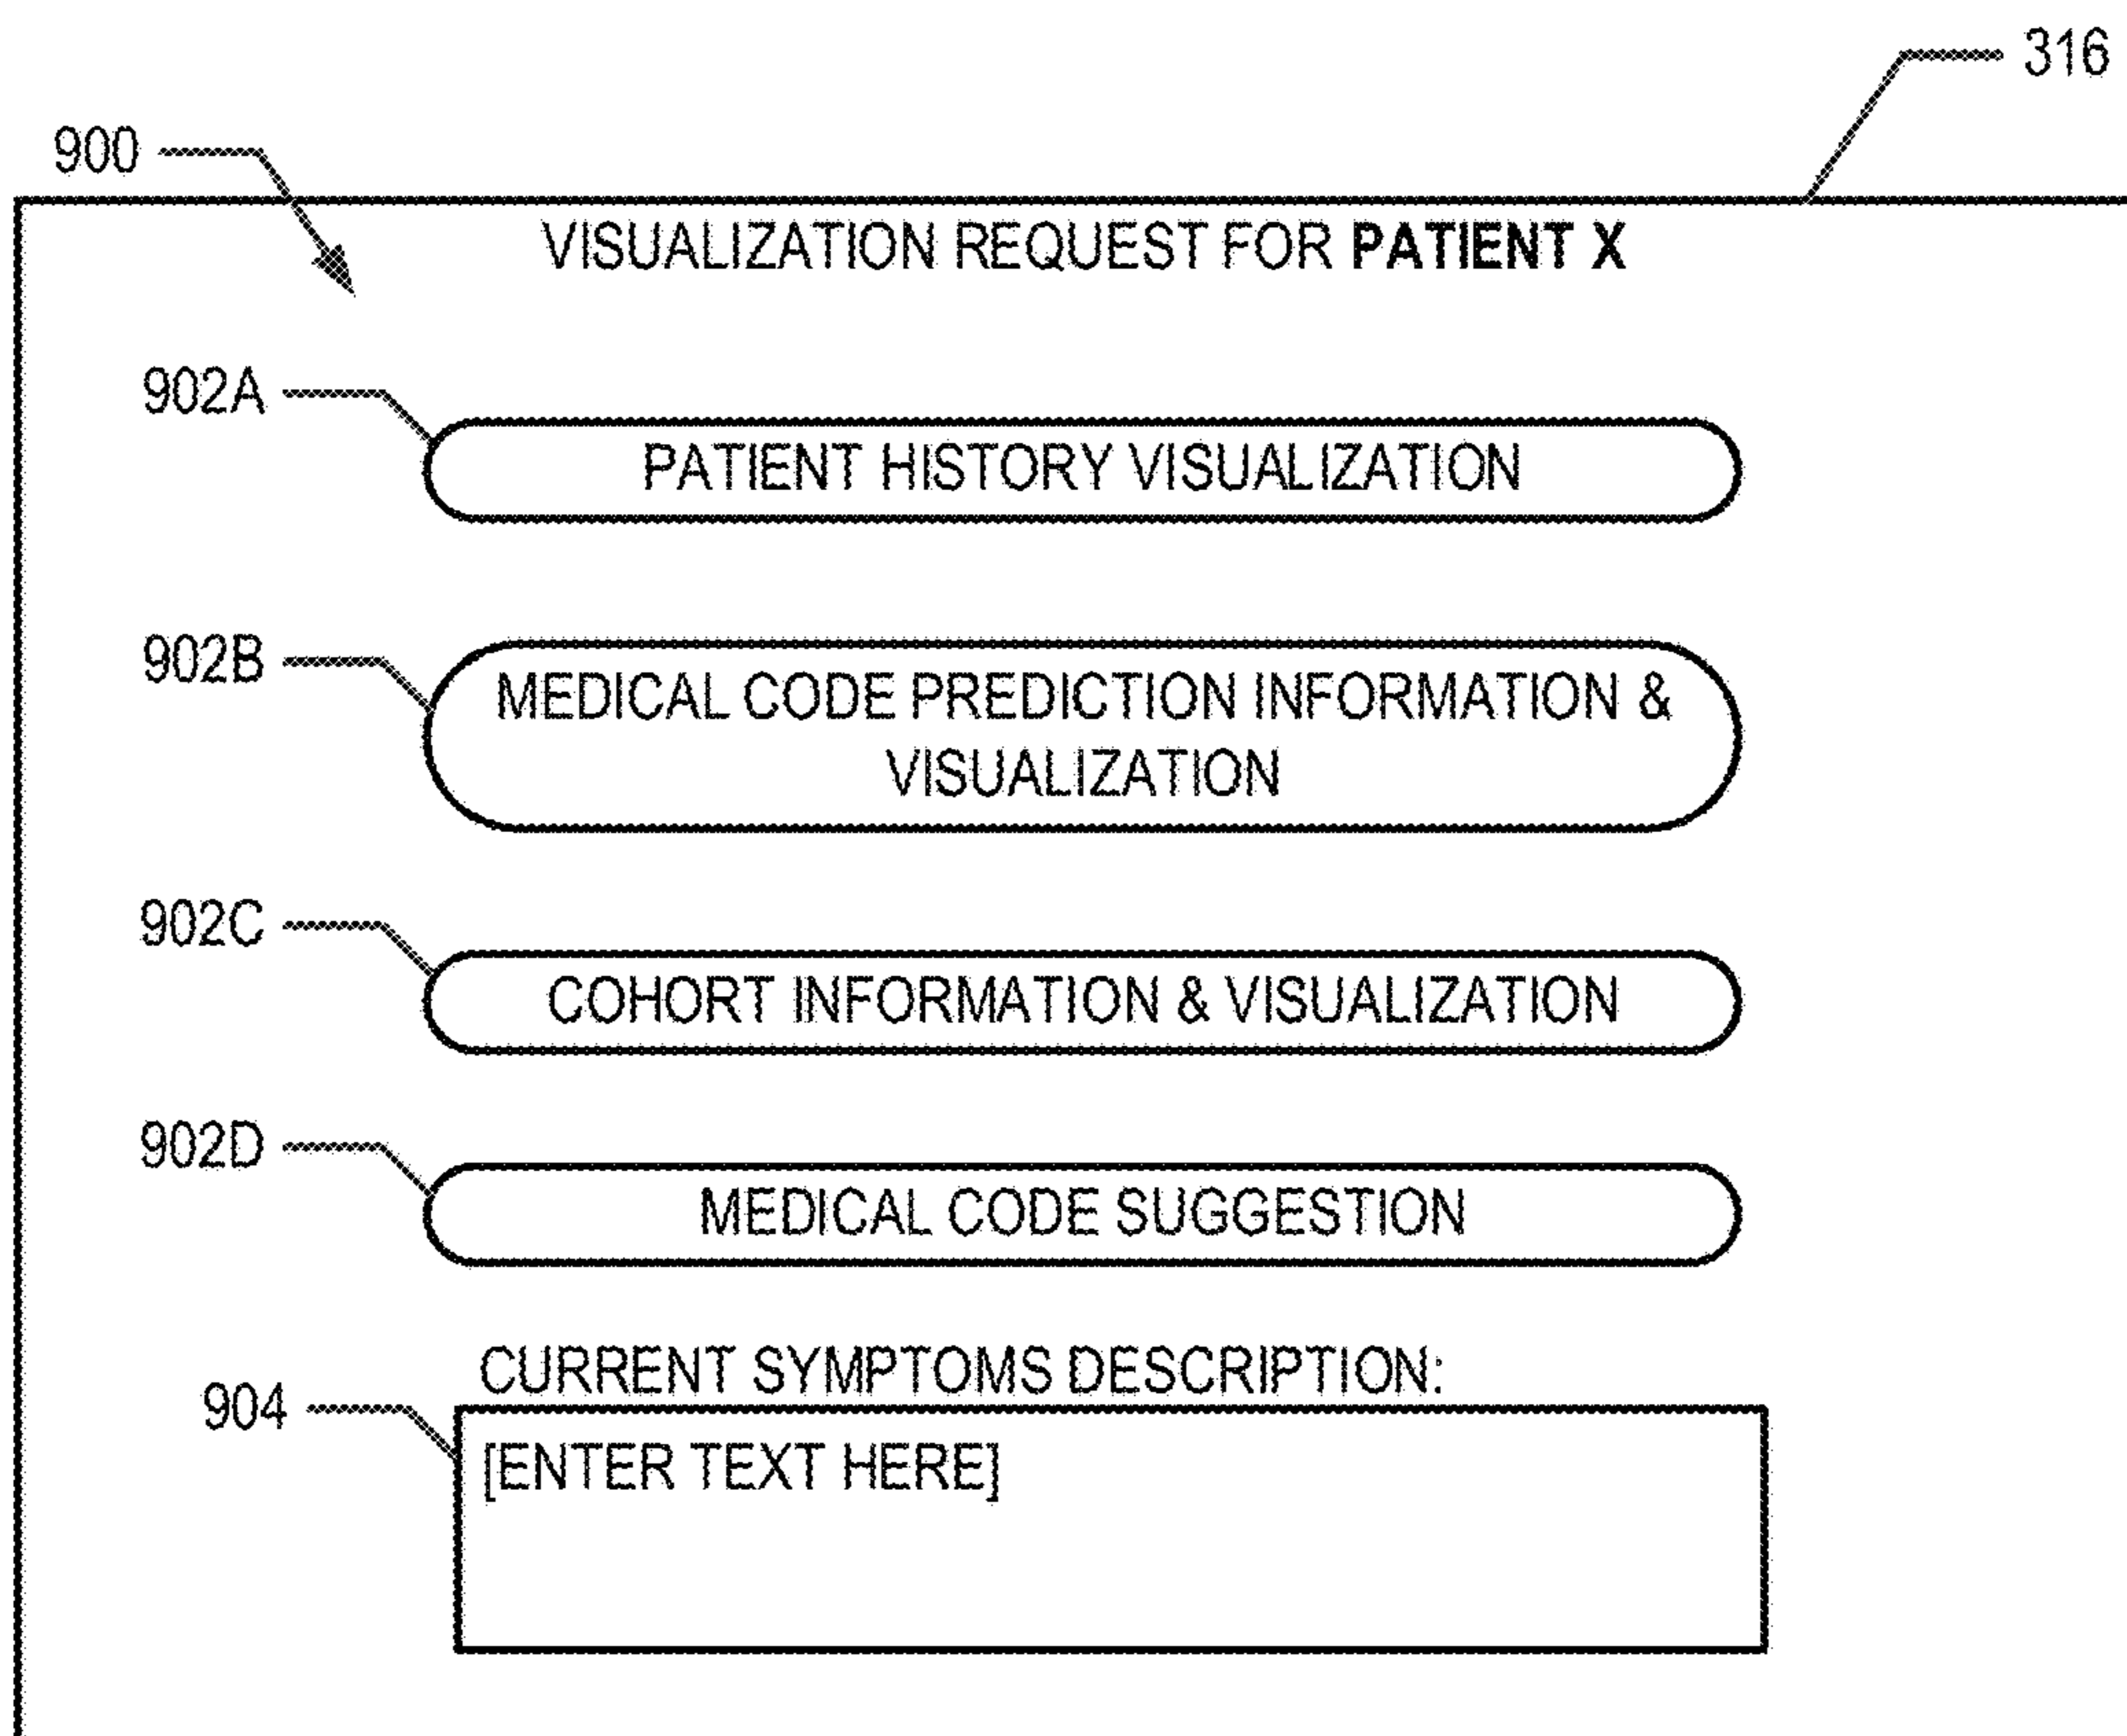 316
900
VISUALIZATION REQUEST FOR PATIENT X
902A
PATIENT HISTORY VISUALIZATION
902B
MEDICAL CODE PREDICTION INFORMATION &
VISUALIZATION
902C
COHORT INFORMATION & VISUALIZATION
902D
MEDICAL CODE SUGGESTION
CURRENT SYMPTOMS DESCRIPTION:
904
[ENTER TEXT HERE]